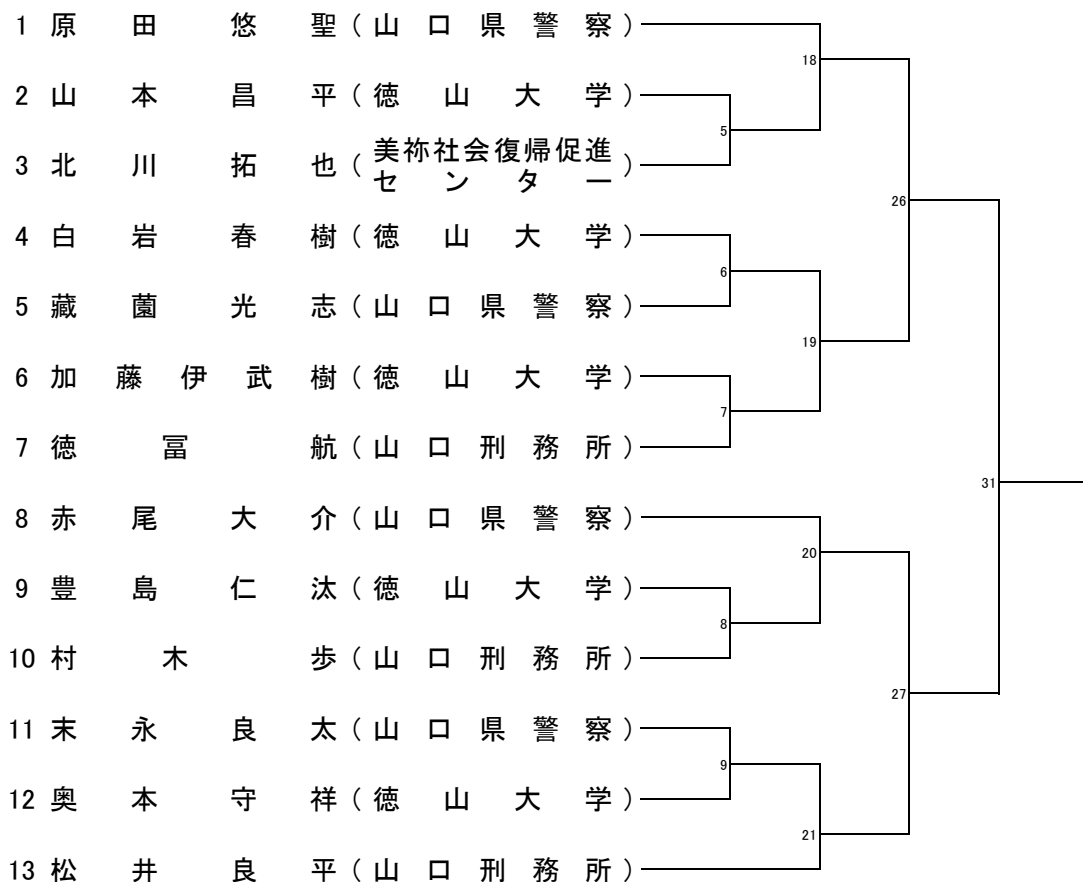 1 原田悠聖(山口県警察)
18
2 山本昌平(徳山大学)
5
3 北川拓也(美祢社会復帰促進センター)
26
4 白岩春樹(徳山大学)
6
5 藏薗光志(山口県警察)
19
6 加藤伊武樹(徳山大学)
7
7 徳冨航(山口刑務所)
31
8 赤尾大介(山口県警察)
20
9 豊島仁汰(徳山大学)
8
10 村木歩(山口刑務所)
27
11 末永良太(山口県警察)
9
12 奥本守祥(徳山大学)
21
13 松井良平(山口刑務所)